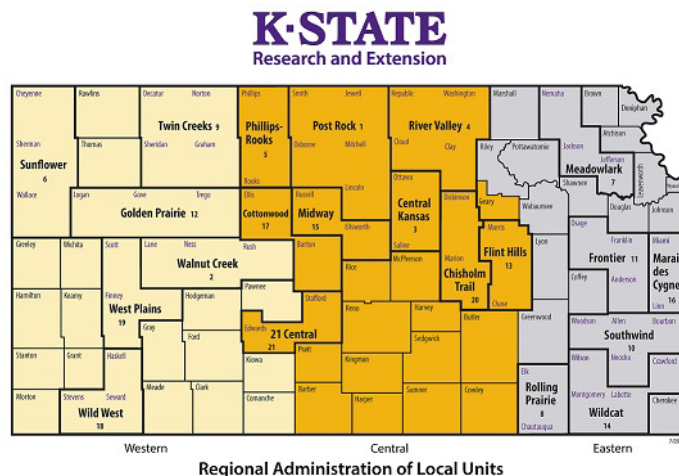 K·STATE
Research and Extension
Cheyenne Rawlins Decatur Norton Phillips Smith Jewell Republic Washington Marshall Nemaha Brown
Doniphan
Twin Creeks 9
Phillips-
Rooks
5
Post Rock 1
River Valley 4
Atchison
Sherman Thomas Sheridan Graham Osborne Mitchell Cloud Clay Riley Pottawatomie Jackson
Jefferson
Leavenworth
Sunflower
6
Meadowlark
7
Rooks
Shawnee
Wallace Logan Gove Trego Ellis Russell Lincoln Ottawa Dickinson Geary Wabaunsee Douglas Johnson
Golden Prairie 12
Cottonwood
17
Midway
15
Central
Kansas
3
Saline
Ellsworth
Morris
Flint Hills
13
Chase
Lyon
Osage Franklin Miami
Frontier 11
Anderson
Coffey
Marais
des
Cygnes
16
Linn
Greeley Wichita Scott Lane Ness Rush Barton McPherson Marion
Walnut Creek
2
Rice
Chisholm
Trail
20
Pawnee
Hamilton Kearny Finney Hodgeman Stafford Reno Harvey Butler Greenwood Woodson Allen Bourbon
West Plains
19
Gray
Ford
Edwards
21 Central
21
Sedgwick
Southwind
10
Stanton Grant Haskell Kiowa Pratt Kingman Elk Wilson Neosho Crawford
Rolling
Prairie
8
Chautauqua
Morton Stevens Seward Meade Clark Comanche Barber Harper Sumner Cowley Montgomery Labette Cherokee
Wild West
18
Wildcat
14
Western Central Eastern
Regional Administration of Local Units